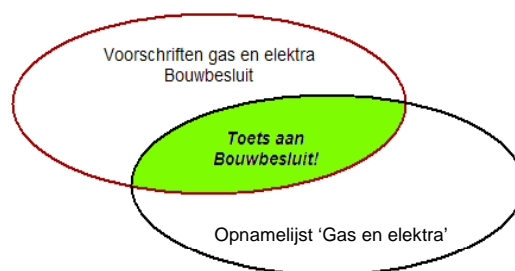 Voorschriften gas en elektra
Bouwbesluit
Toets aan
Bouwbesluit!
Opnamelijst ‘Gas en elektra’